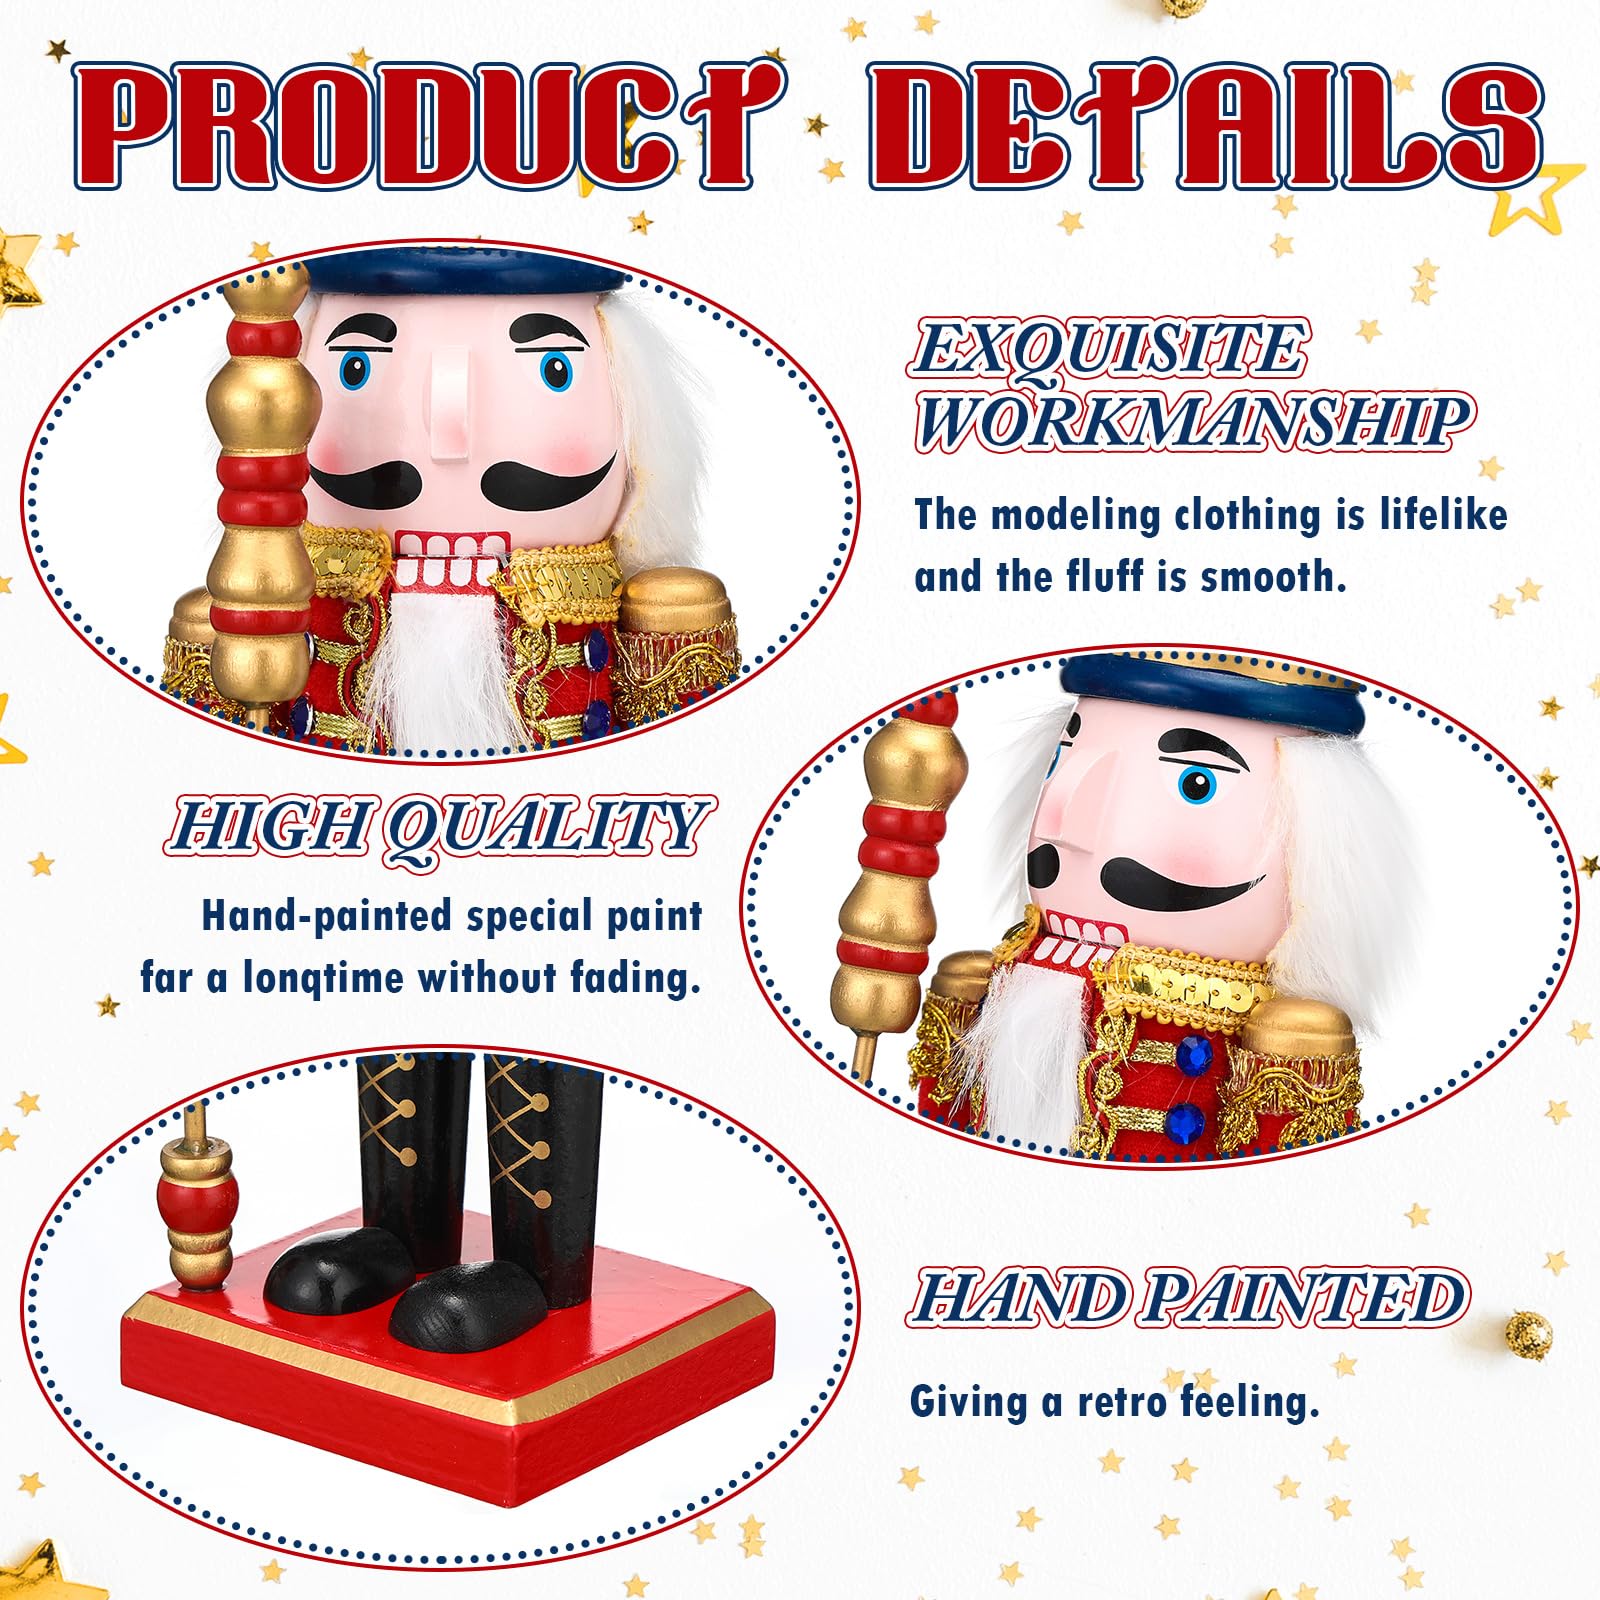 PRODUCT DETAILS
EXQUISITE
WORKMANSHIP
The modeling clothing is lifelike
and the fluff is smooth.
HIGH QUALITY
Hand-painted special paint
far a lonqtime without fading.
HAND PAINTED
Giving a retro feeling.